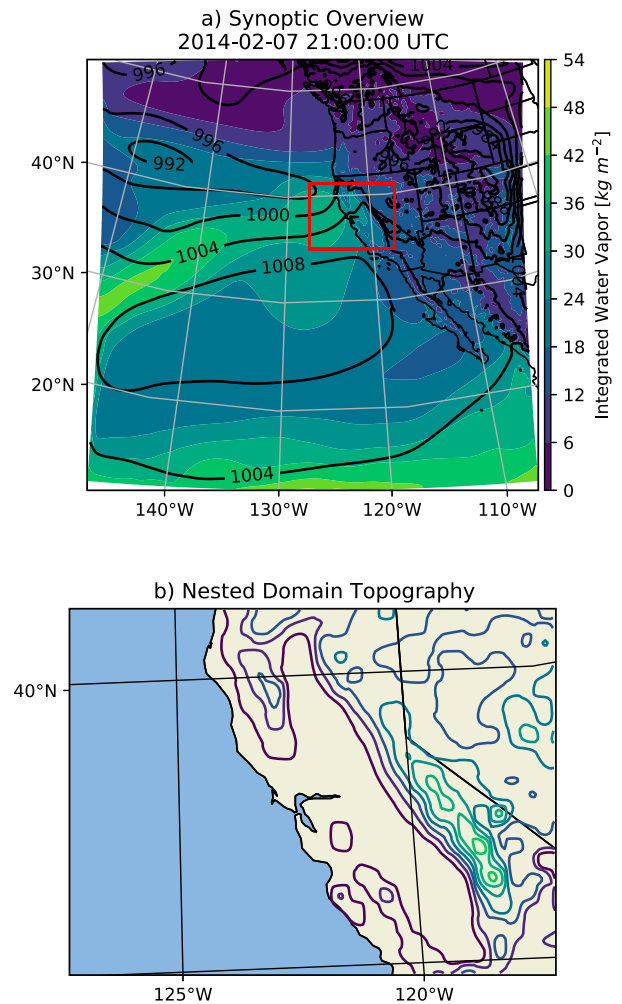 a) Synoptic Overview
2014-02-07 21:00:00 UTC
996
1004
996
992
1000
1004
1008
1004
40°N
30°N
20°N
140°W
130°W
120°W
110°W
54
48
42
36
30
24
18
12
6
0
Integrated Water Vapor [kg m⁻²]
b) Nested Domain Topography
40°N
125°W
120°W